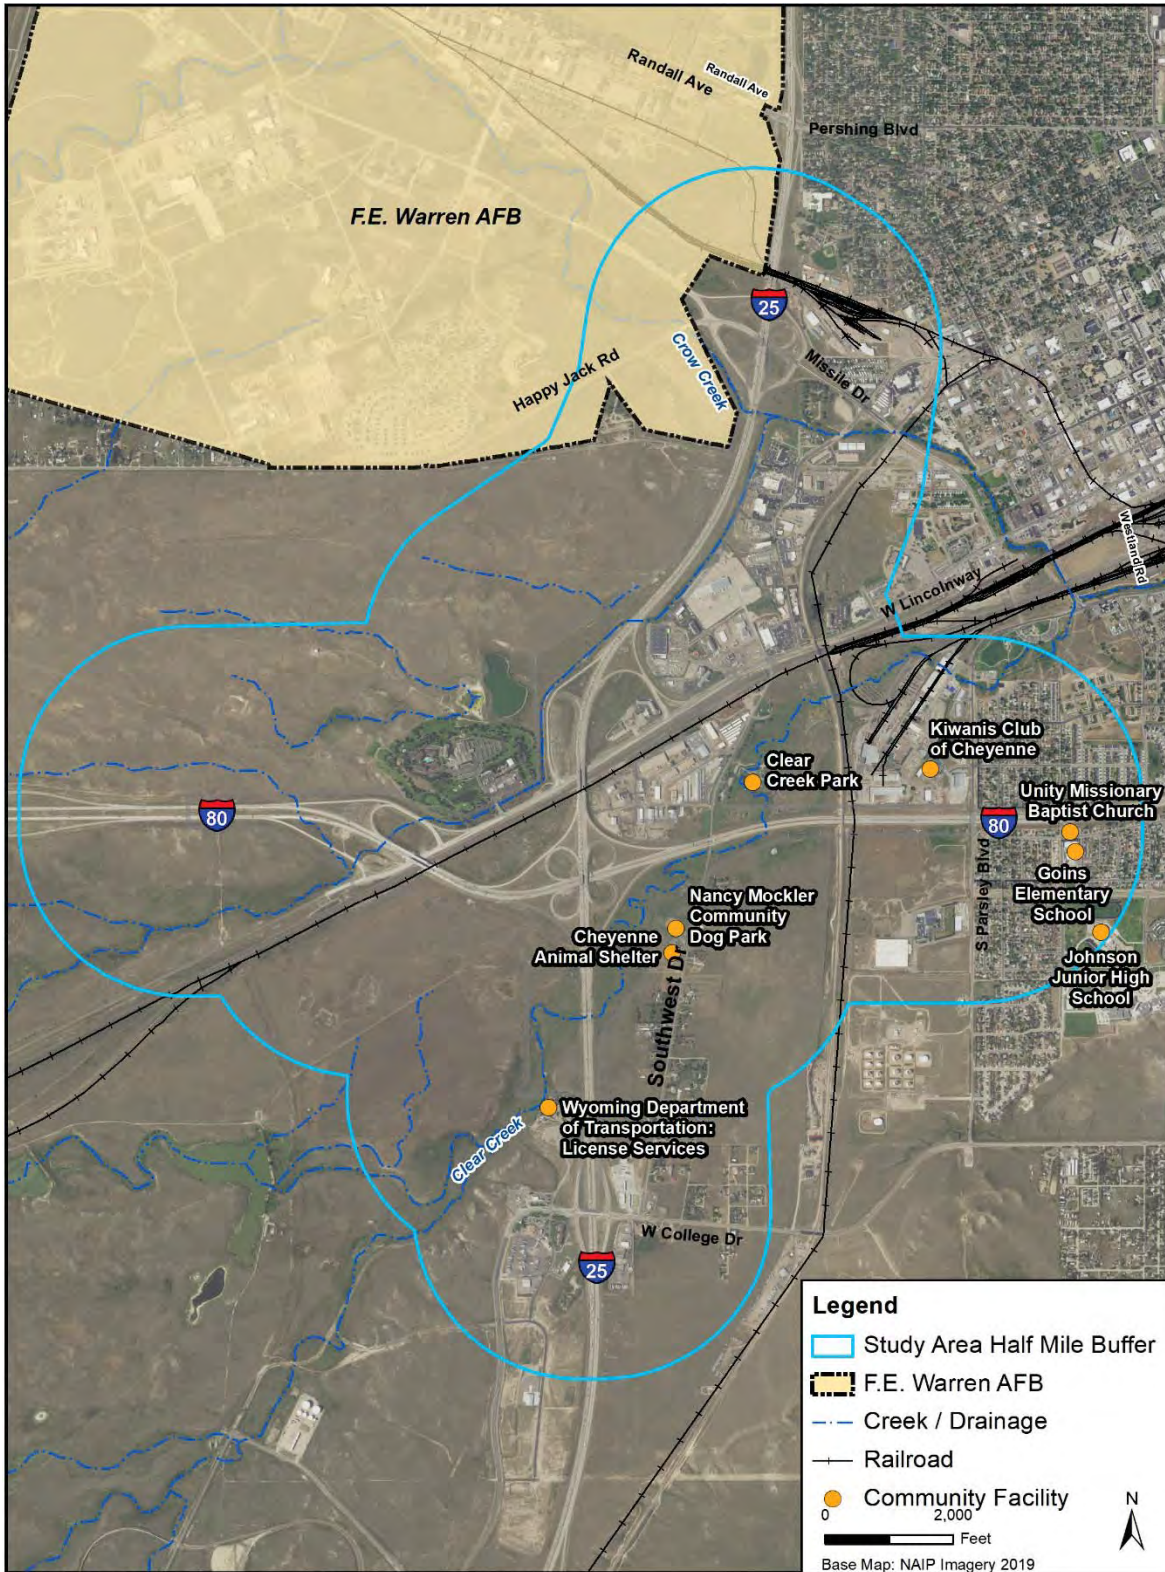 Randall Ave
Randall Ave
Pershing Blvd
F.E. Warren AFB
25
Crow Creek
Missile Dr
Happy Jack Rd
Westland Rd
W Lincolnway
Kiwanis Club
of Cheyenne
Clear
Creek Park
Unity Missionary
Baptist Church
80
80
S Parsley Blvd
Goins
Elementary
School
Nancy Mockler
Community
Dog Park
Cheyenne
Animal Shelter
Johnson
Junior High
School
Southwest Dr
Wyoming Department
of Transportation:
License Services
Clear Creek
W College Dr
25
Legend
Study Area Half Mile Buffer
F.E. Warren AFB
Creek / Drainage
Railroad
Community Facility
0 2,000
Feet
N
Base Map: NAIP Imagery 2019